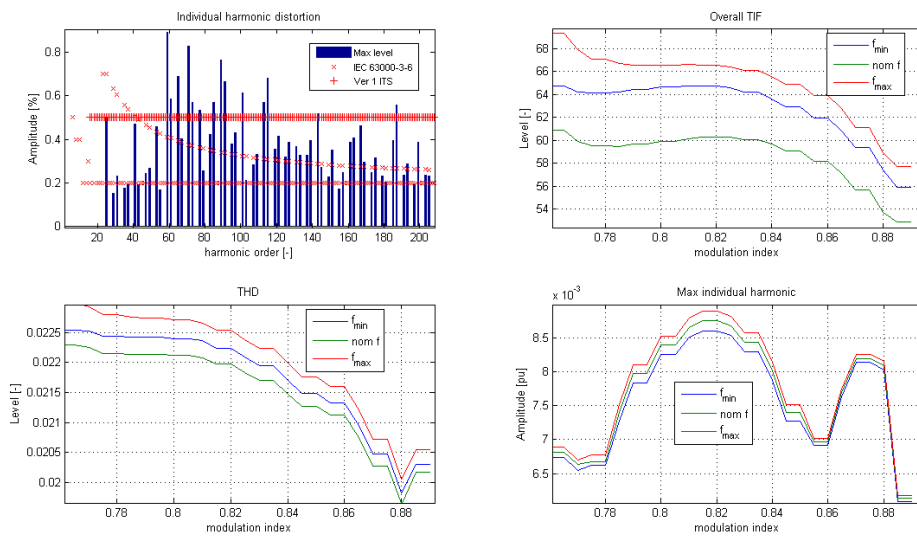 Individual harmonic distortion
Max level
IEC 63000-3-6
Ver 1 ITS
0.8
0.6
0.4
0.2
0
Amplitude [%]
20 40 60 80 100 120 140 160 180 200
harmonic order [-]
Overall TIF
f_min
nom f
f_max
68
66
64
62
60
58
56
54
Level [-]
0.78 0.8 0.82 0.84 0.86 0.88
modulation index
THD
f_min
nom f
f_max
0.0225
0.022
0.0215
0.021
0.0205
0.02
Level [-]
0.78 0.8 0.82 0.84 0.86 0.88
modulation index
x 10^-3
Max individual harmonic
f_min
nom f
f_max
8.5
8
7.5
7
6.5
Amplitude [pu]
0.78 0.8 0.82 0.84 0.86 0.88
modulation index